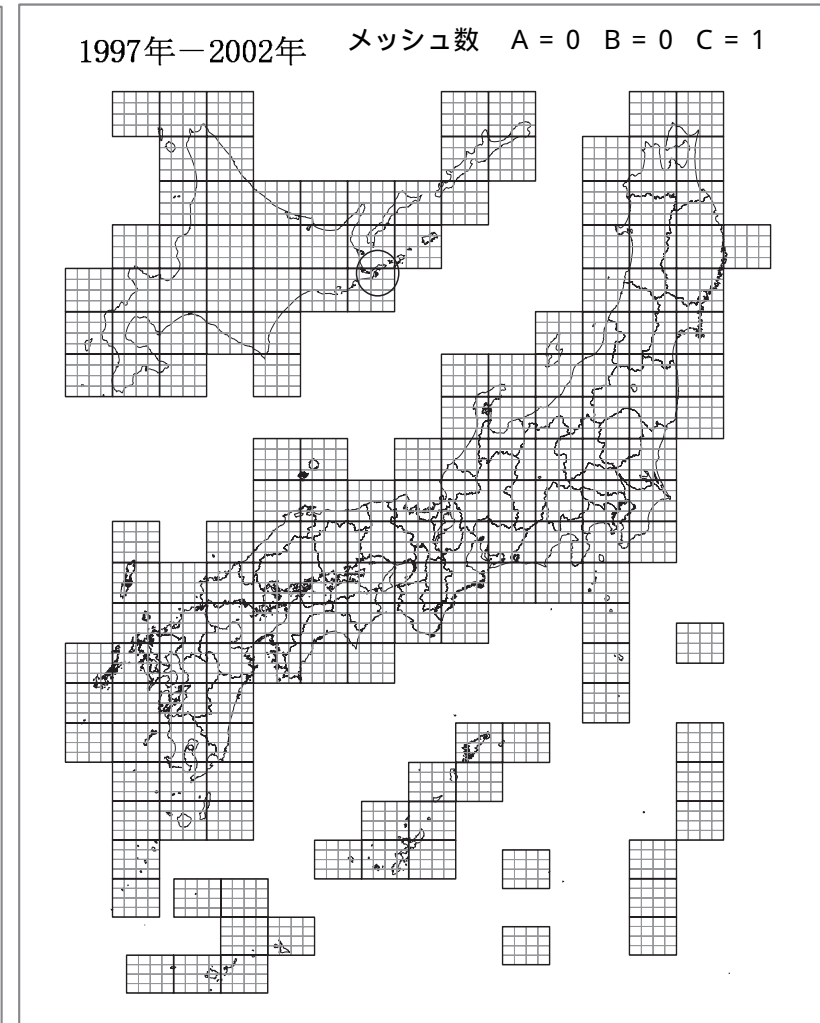 1997年－2002年 メッシュ数 A = 0 B = 0 C = 1